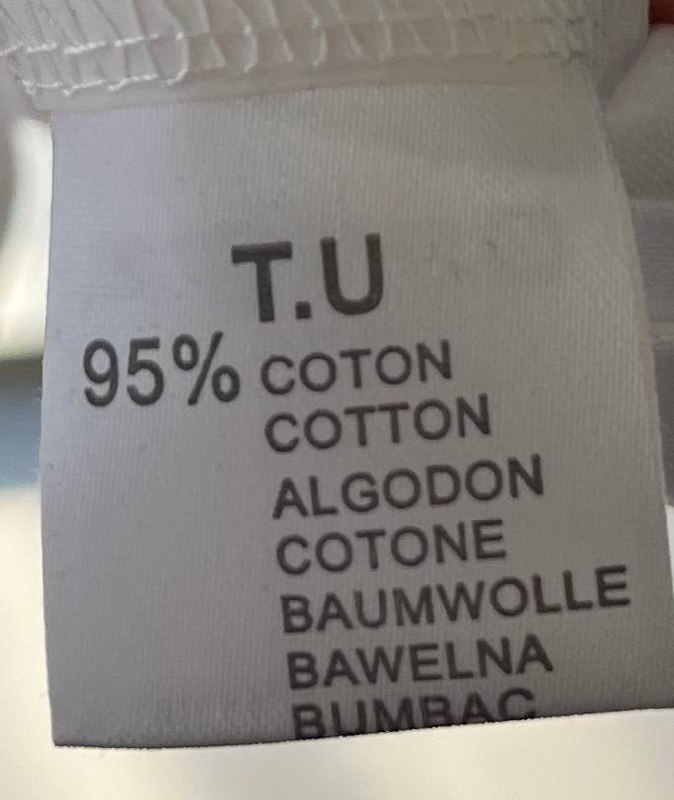 T.U
95% COTON
COTTON
ALGODON
COTONE
BAUMWOLLE
BAWELNA
BUMBAC